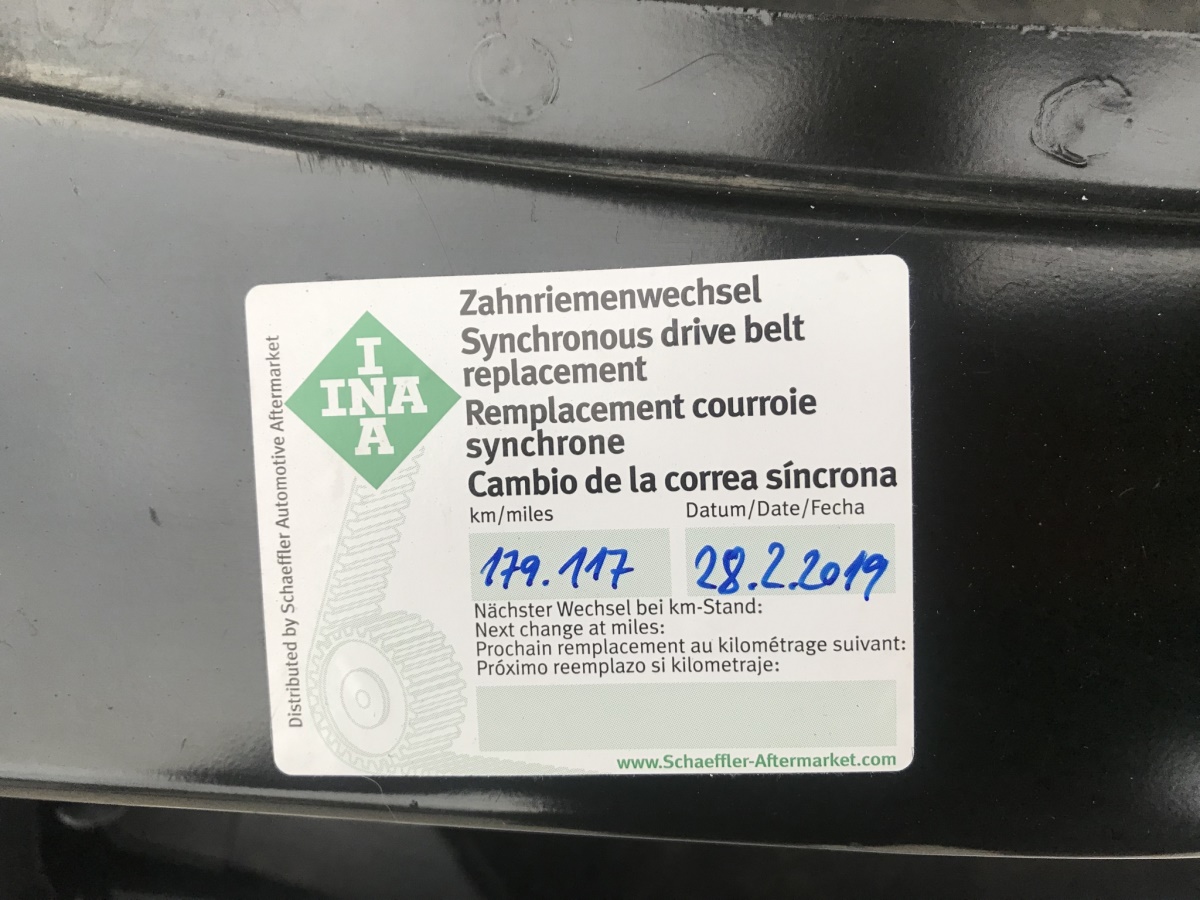 Distributed by Schaeffler Automotive Aftermarket
I
INA
A
Zahnriemenwechsel
Synchronous drive belt
replacement
Remplacement courroie
synchrone
Cambio de la correa síncrona
km/miles Datum/Date/Fecha
179.117 28.2.2019
Nächster Wechsel bei km-Stand:
Next change at miles:
Prochain remplacement au kilométrage suivant:
Próximo reemplazo si kilometraje:
www.Schaeffler-Aftermarket.com